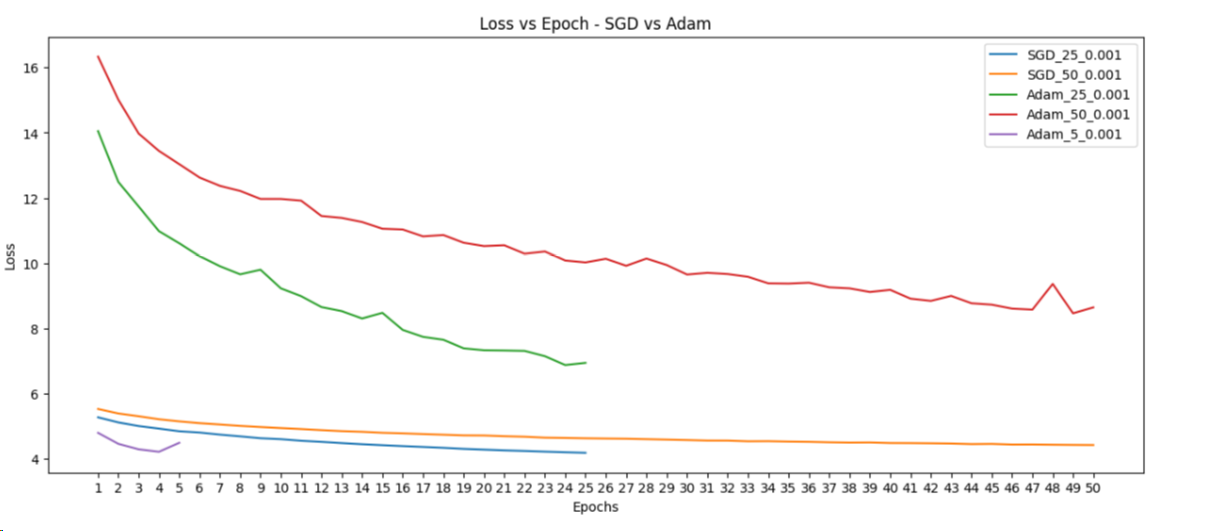 Loss vs Epoch - SGD vs Adam
SGD_25_0.001
SGD_50_0.001
Adam_25_0.001
Adam_50_0.001
Adam_5_0.001
16
14
12
10
8
6
4
Loss
1 2 3 4 5 6 7 8 9 10 11 12 13 14 15 16 17 18 19 20 21 22 23 24 25 26 27 28 29 30 31 32 33 34 35 36 37 38 39 40 41 42 43 44 45 46 47 48 49 50
Epochs